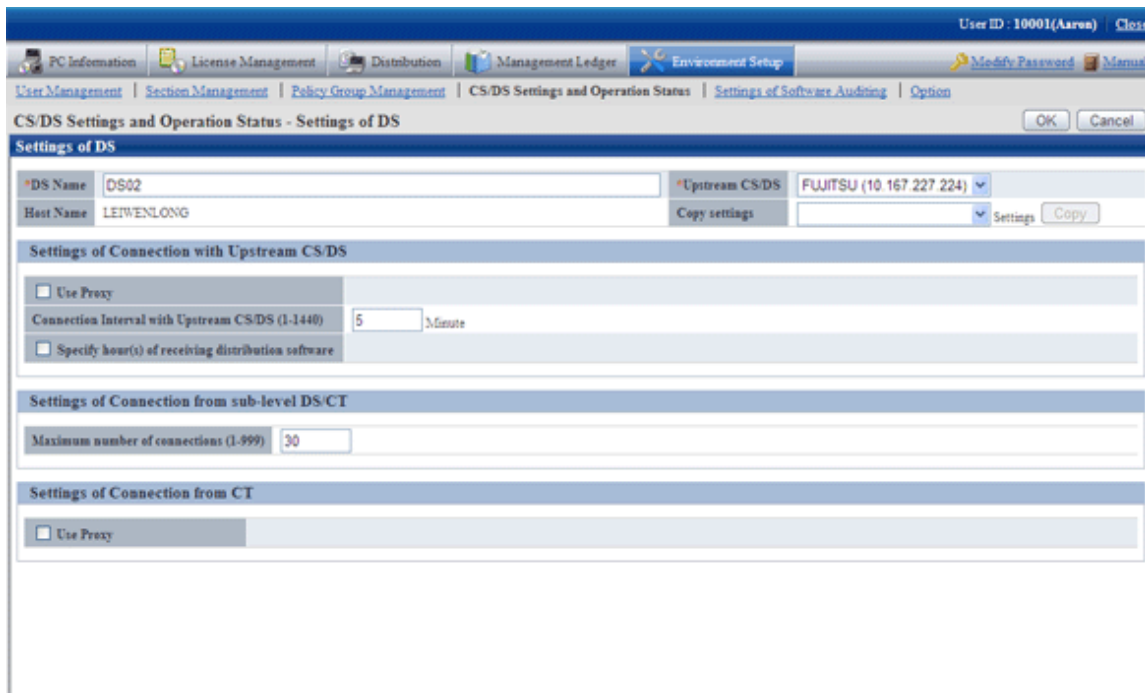 User ID : 10001(Aaron) Close
PC Information License Management Distribution Management Ledger Environment Setup Modify Password Manual
User Management | Section Management | Policy Group Management | CS/DS Settings and Operation Status | Settings of Software Auditing | Option
CS/DS Settings and Operation Status - Settings of DS OK Cancel
Settings of DS
*DS Name DS02 *Upstream CS/DS FUJITSU (10.167.227.224)
Host Name LEIWENLONG Copy settings Settings Copy
Settings of Connection with Upstream CS/DS
Use Proxy
Connection Interval with Upstream CS/DS (1-1440) 5 Minute
Specify hour(s) of receiving distribution software
Settings of Connection from sub-level DS/CT
Maximum number of connections (1-999) 30
Settings of Connection from CT
Use Proxy